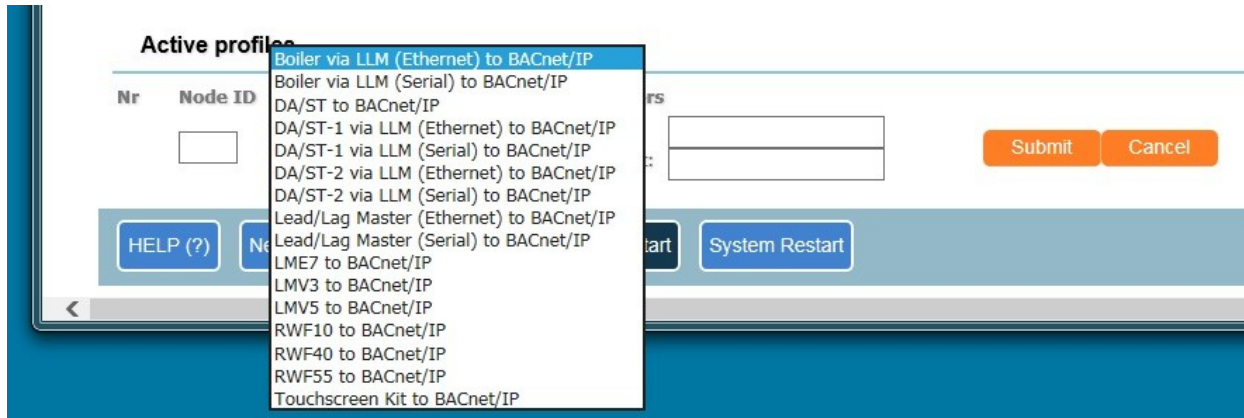 Active profiles
Nr Node ID
Boiler via LLM (Ethernet) to BACnet/IP
Boiler via LLM (Serial) to BACnet/IP
DA/ST to BACnet/IP
DA/ST-1 via LLM (Ethernet) to BACnet/IP
DA/ST-1 via LLM (Serial) to BACnet/IP
DA/ST-2 via LLM (Ethernet) to BACnet/IP
DA/ST-2 via LLM (Serial) to BACnet/IP
Lead/Lag Master (Ethernet) to BACnet/IP
Lead/Lag Master (Serial) to BACnet/IP
LME7 to BACnet/IP
LMV3 to BACnet/IP
LMV5 to BACnet/IP
RWF10 to BACnet/IP
RWF40 to BACnet/IP
RWF55 to BACnet/IP
Touchscreen Kit to BACnet/IP
Submit Cancel
HELP (?) System Restart